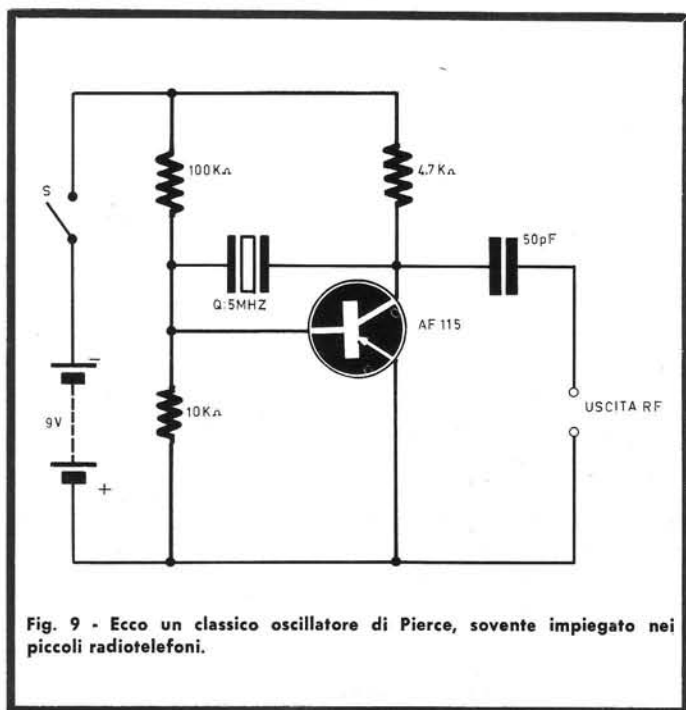 100KΩ
4.7KΩ
S
50pF
Q:5MHZ
AF 115
-
9V
10KΩ
USCITA RF
+
Fig. 9 - Ecco un classico oscillatore di Pierce, sovente impiegato nei
piccoli radiotelefoni.